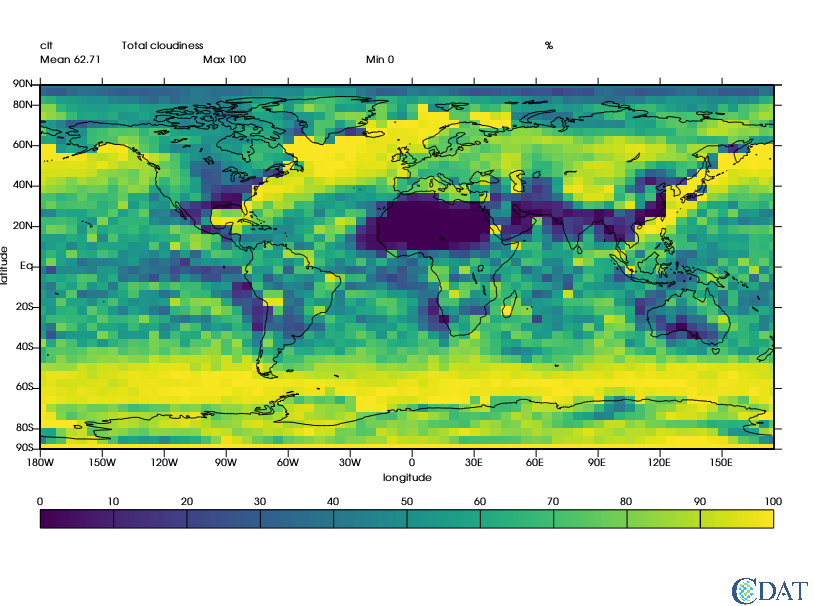 clt Total cloudiness %
Mean 62.71 Max 100 Min 0
90N
80N
60N
40N
20N
Eq
20S
40S
60S
80S
90S
latitude
180W 150W 120W 90W 60W 30W 0 30E 60E 90E 120E 150E
longitude
0 10 20 30 40 50 60 70 80 90 100
CDAT